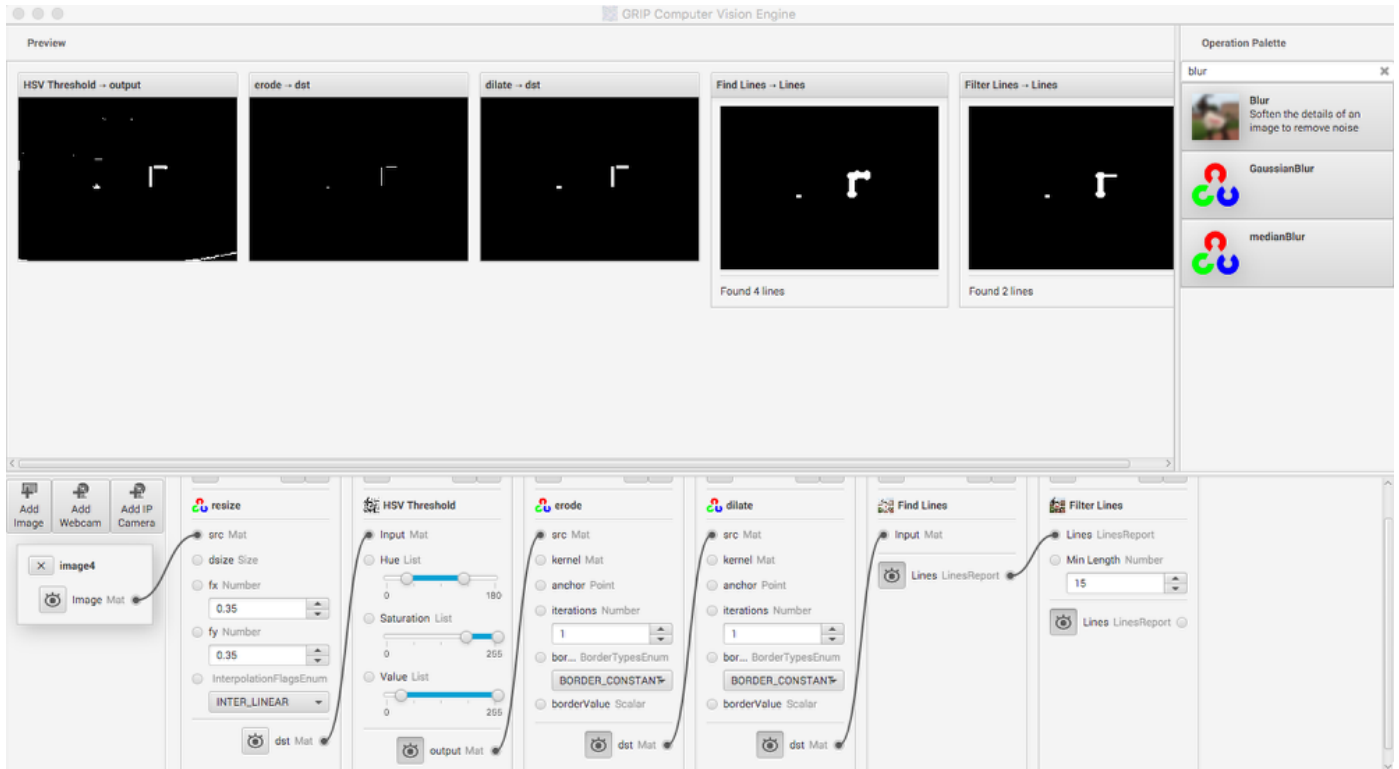 GRIP Computer Vision Engine
Preview
Operation Palette
HSV Threshold → output
erode → dst
dilate → dst
Find Lines → Lines
Found 4 lines
Filter Lines → Lines
Found 2 lines
blur
Blur
Soften the details of an
image to remove noise
GaussianBlur
medianBlur
Add
Image
Add
Webcam
Add IP
Camera
image4
Image Mat
resize
src Mat
dsize Size
fx Number
0.35
fy Number
0.35
InterpolationFlagsEnum
INTER_LINEAR
dst Mat
HSV Threshold
Input Mat
Hue List
0 180
Saturation List
0 255
Value List
0 255
output Mat
erode
src Mat
kernel Mat
anchor Point
iterations Number
1
bor... BorderTypesEnum
BORDER_CONSTANT
borderValue Scalar
dst Mat
dilate
src Mat
kernel Mat
anchor Point
iterations Number
1
bor... BorderTypesEnum
BORDER_CONSTANT
borderValue Scalar
dst Mat
Find Lines
Input Mat
Lines LinesReport
Filter Lines
Lines LinesReport
Min Length Number
15
Lines LinesReport